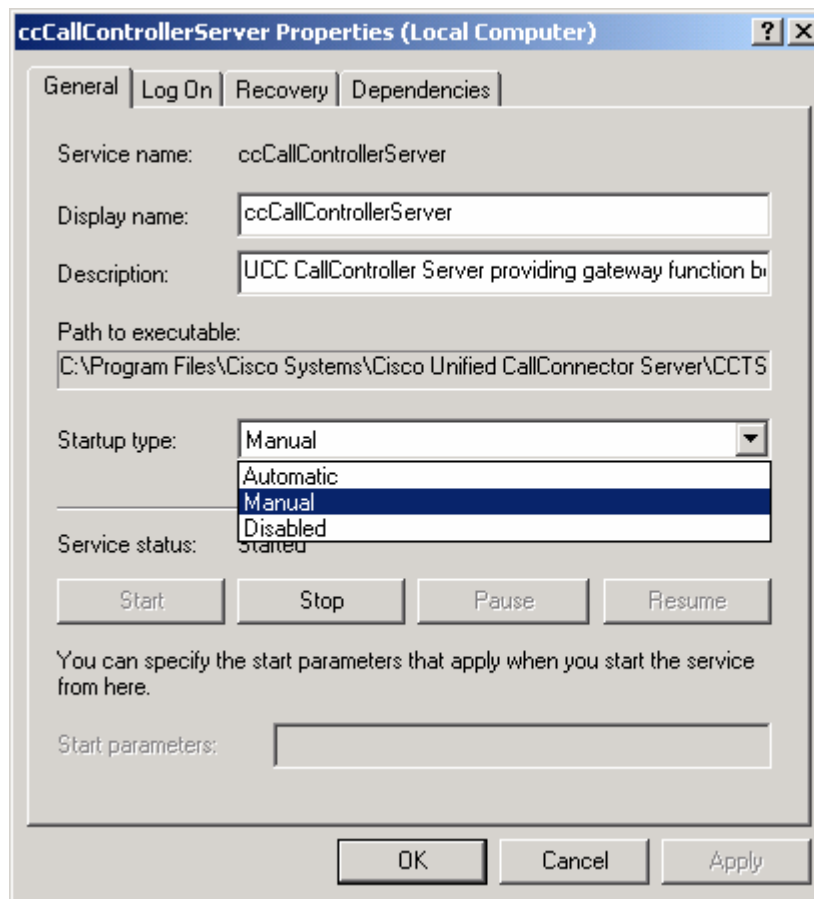 ccCallControllerServer Properties (Local Computer)
General Log On Recovery Dependencies
Service name: ccCallControllerServer
Display name: ccCallControllerServer
Description: UCC CallController Server providing gateway function
Path to executable:
C:\Program Files\Cisco Systems\Cisco Unified CallConnector Server\CCTS
Startup type: Manual
Automatic
Manual
Disabled
Service status: Started
Start Stop Pause Resume
You can specify the start parameters that apply when you start the service
from here.
Start parameters:
OK Cancel Apply